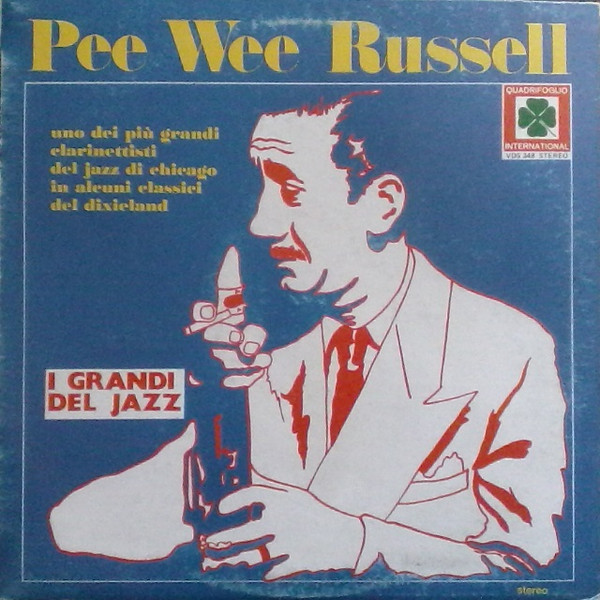 Pee Wee Russell
QUADRIFOGLIO
INTERNATIONAL
VDS 348 STEREO
uno dei più grandi
clarinettisti
del jazz di chicago
in alcuni classici
del dixieland
I GRANDI
DEL JAZZ
stereo